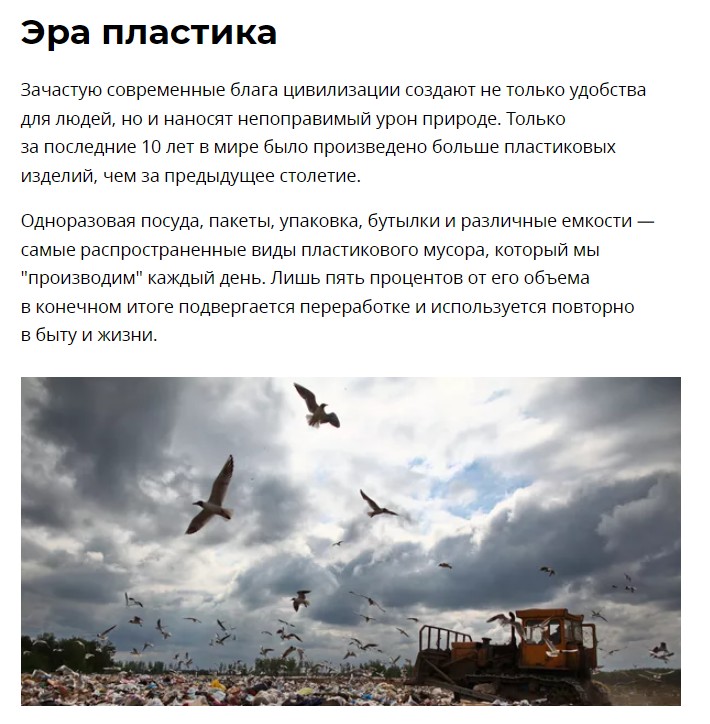 Эра пластика
Зачастую современные блага цивилизации создают не только удобства
для людей, но и наносят непоправимый урон природе. Только
за последние 10 лет в мире было произведено больше пластиковых
изделий, чем за предыдущее столетие.
Одноразовая посуда, пакеты, упаковка, бутылки и различные емкости —
самые распространенные виды пластикового мусора, который мы
"производим" каждый день. Лишь пять процентов от его объема
в конечном итоге подвергается переработке и используется повторно
в быту и жизни.